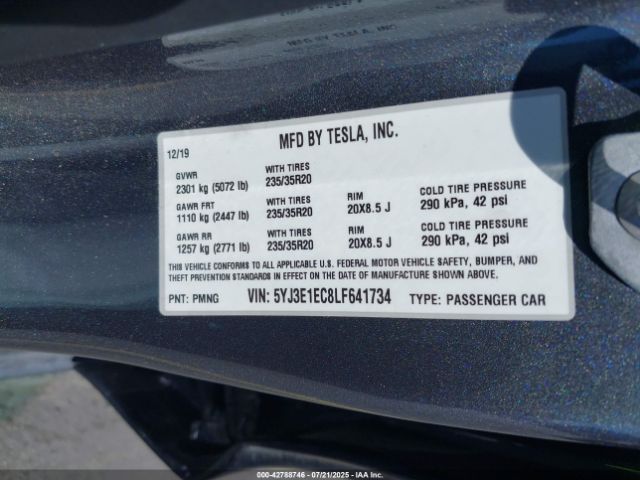 MFD BY TESLA, INC.
MFD BY TESLA, INC.
12/19
GVWR WITH TIRES
2301 kg (5072 lb) 235/35R20
GAWR FRT WITH TIRES RIM COLD TIRE PRESSURE
1110 kg (2447 lb) 235/35R20 20X8.5 J 290 kPa, 42 psi
GAWR RR WITH TIRES RIM COLD TIRE PRESSURE
1257 kg (2771 lb) 235/35R20 20X8.5 J 290 kPa, 42 psi
THIS VEHICLE CONFORMS TO ALL APPLICABLE U.S. FEDERAL MOTOR VEHICLE SAFETY, BUMPER, AND
THEFT PREVENTION STANDARDS IN EFFECT ON THE DATE OF MANUFACTURE SHOWN ABOVE.
PNT: PMNG VIN: 5YJ3E1EC8LF641734 TYPE: PASSENGER CAR
000-42788746 - 07/21/2025 - IAA Inc.